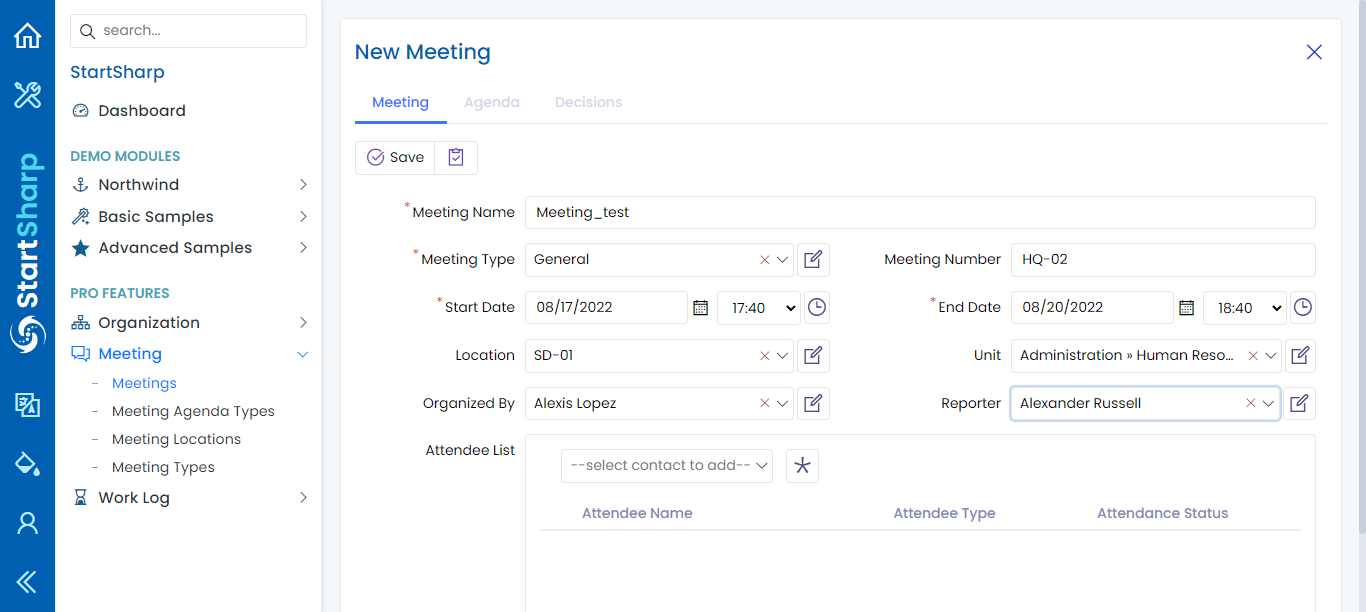 search...
StartSharp
Dashboard
DEMO MODULES
Northwind
Basic Samples
Advanced Samples
PRO FEATURES
Organization
Meeting
- Meetings
- Meeting Agenda Types
- Meeting Locations
- Meeting Types
Work Log
StartSharp
New Meeting
Meeting Agenda Decisions
Save
*Meeting Name Meeting_test
*Meeting Type General Meeting Number HQ-02
*Start Date 08/17/2022 17:40 *End Date 08/20/2022 18:40
Location SD-01 Unit Administration » Human Reso...
Organized By Alexis Lopez Reporter Alexander Russell
Attendee List --select contact to add--
Attendee Name Attendee Type Attendance Status